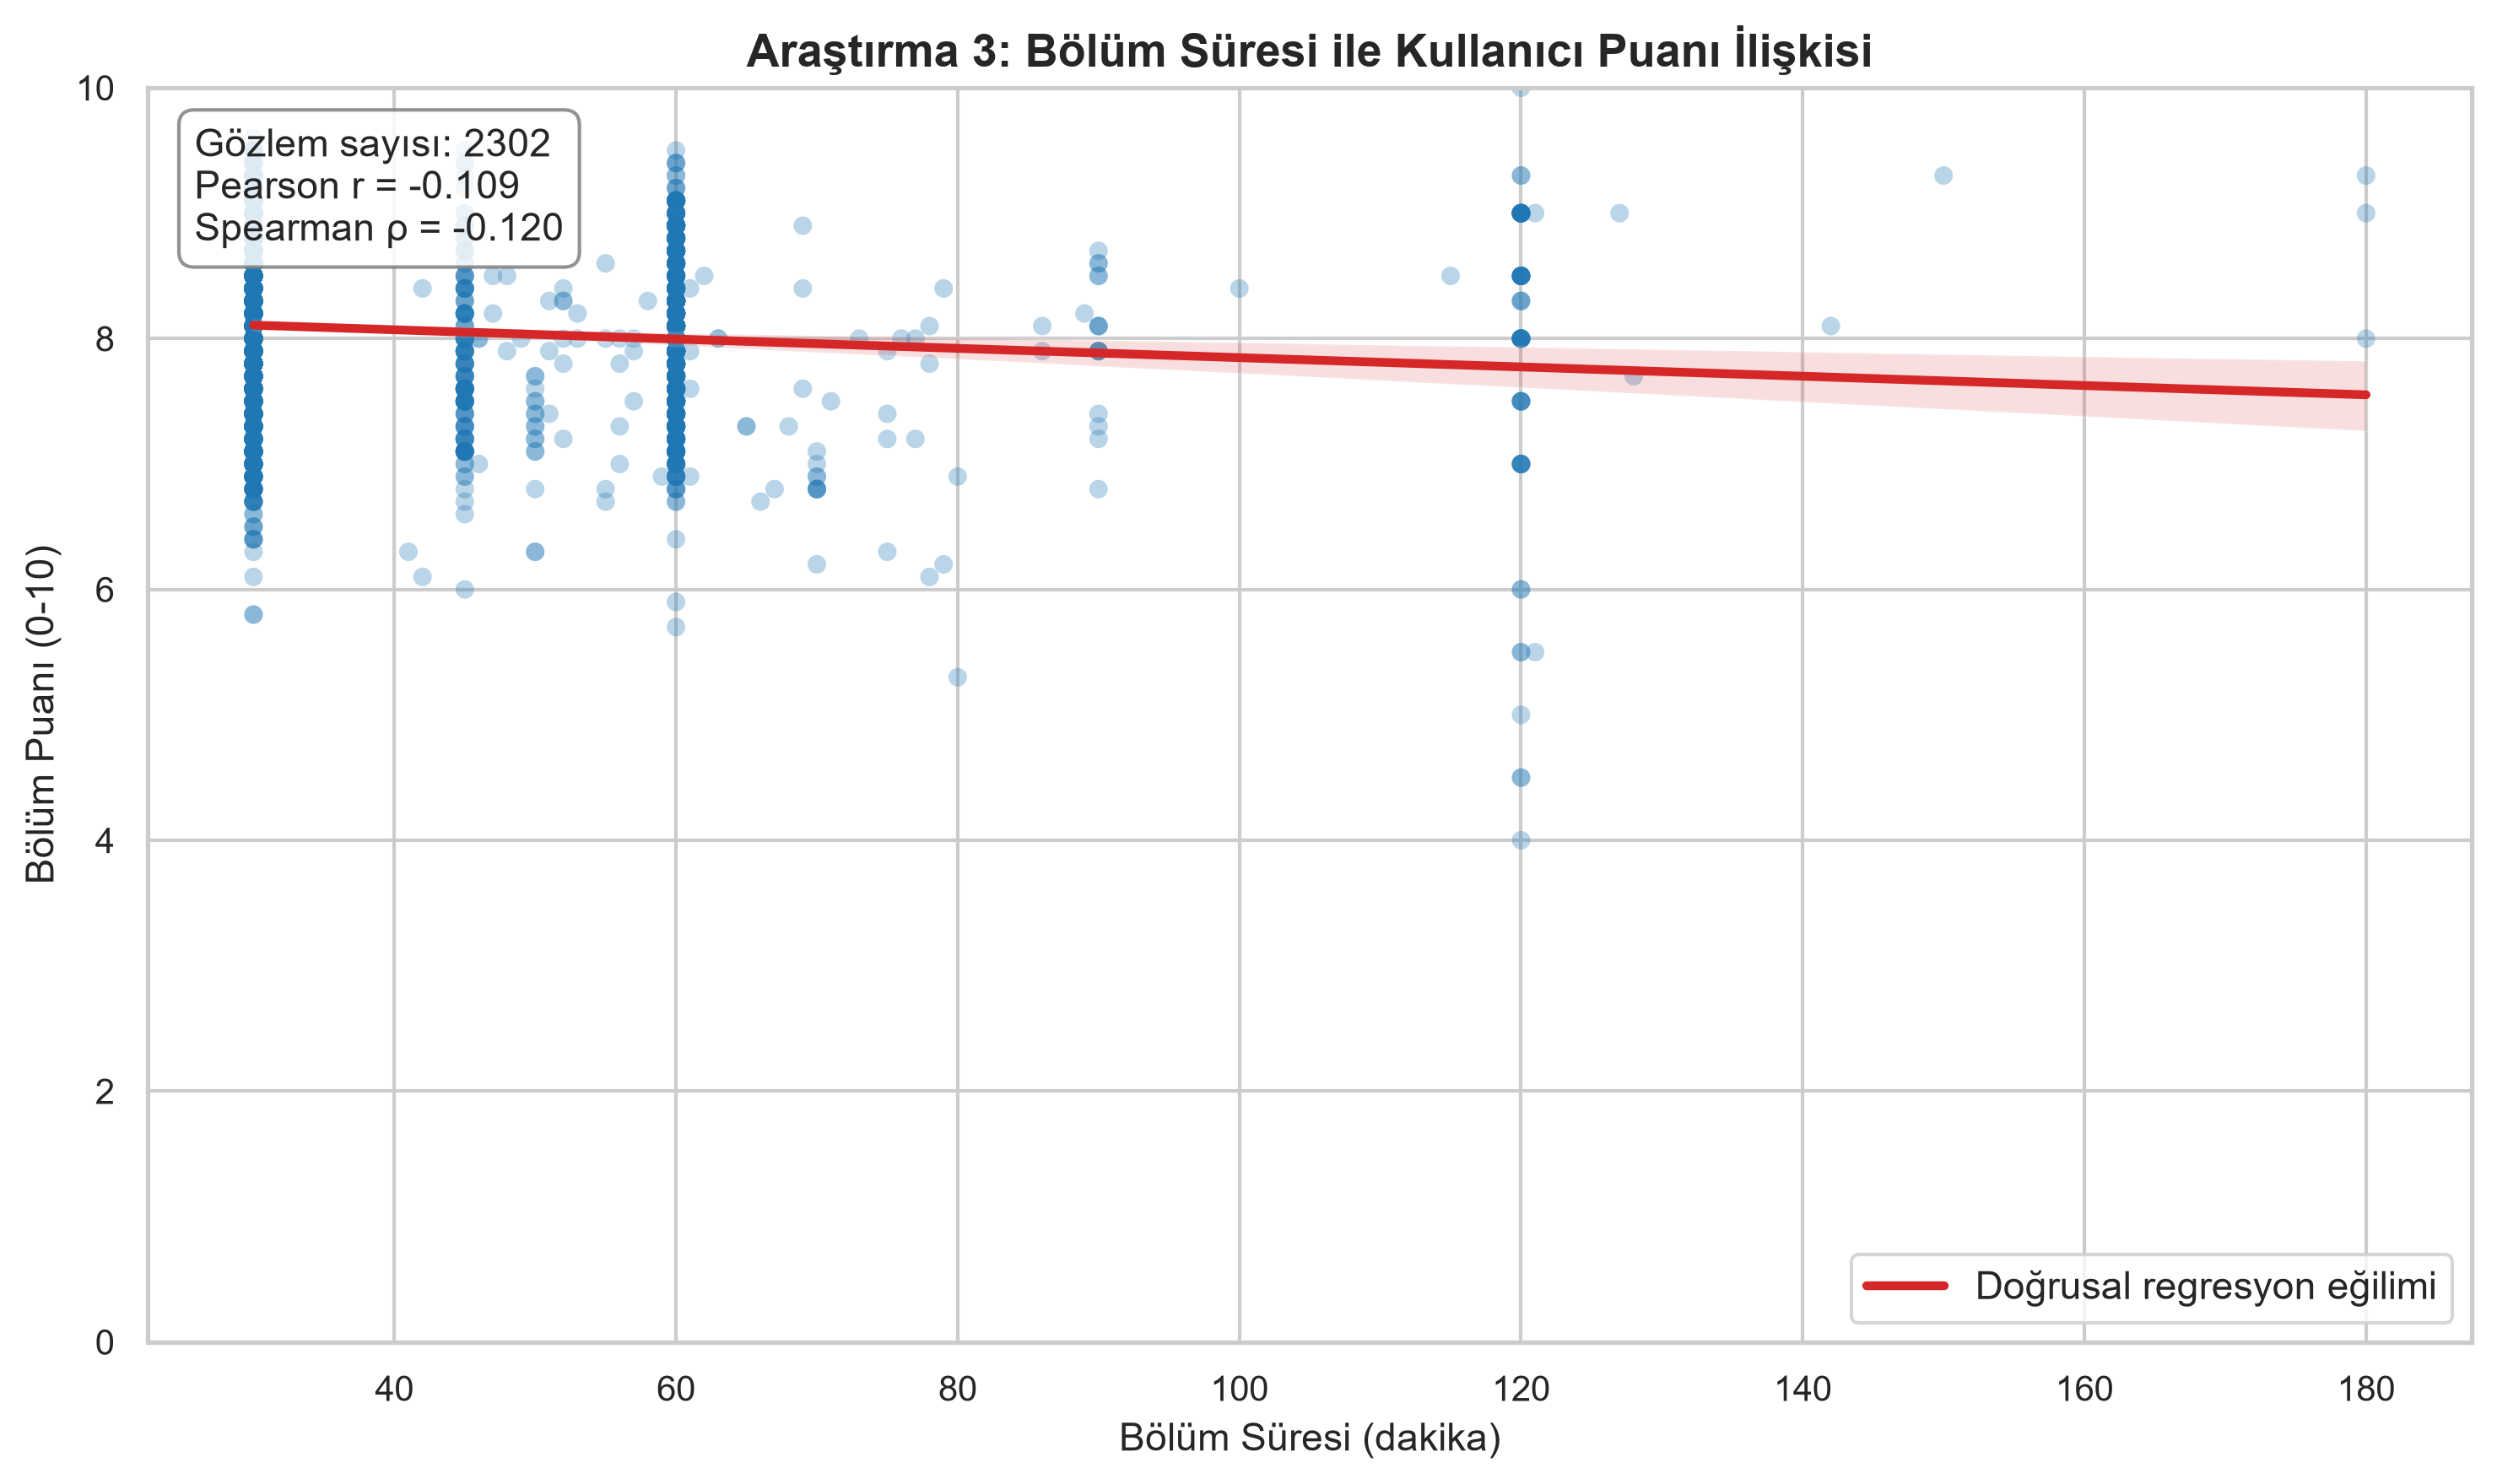 Araştırma 3: Bölüm Süresi ile Kullanıcı Puanı İlişkisi
Gözlem sayısı: 2302
Pearson r = -0.109
Spearman ρ = -0.120
Bölüm Puanı (0-10)
10
8
6
4
2
0
Doğrusal regresyon eğilimi
40 60 80 100 120 140 160 180
Bölüm Süresi (dakika)